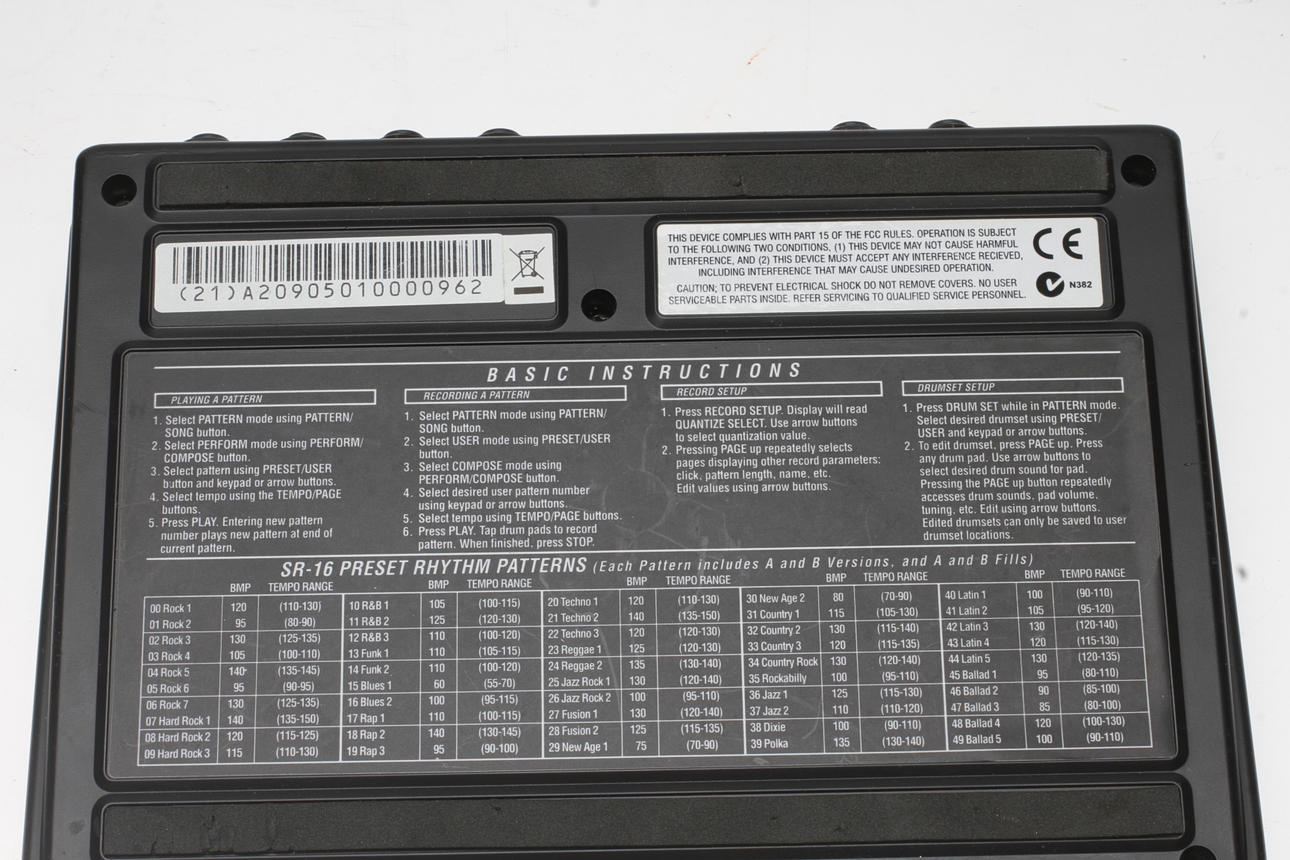 (21)A20905010000962
THIS DEVICE COMPLIES WITH PART 15 OF THE FCC RULES. OPERATION IS SUBJECT
TO THE FOLLOWING TWO CONDITIONS, (1) THIS DEVICE MAY NOT CAUSE HARMFUL
INTERFERENCE, AND (2) THIS DEVICE MUST ACCEPT ANY INTERFERENCE RECIEVED,
INCLUDING INTERFERENCE THAT MAY CAUSE UNDESIRED OPERATION.
CAUTION; TO PREVENT ELECTRICAL SHOCK DO NOT REMOVE COVERS. NO USER
SERVICEABLE PARTS INSIDE. REFER SERVICING TO QUALIFIED SERVICE PERSONNEL.
CE
N382
BASIC INSTRUCTIONS
PLAYING A PATTERN
1. Select PATTERN mode using PATTERN/
SONG button.
2. Select PERFORM mode using PERFORM/
COMPOSE button.
3. Select pattern using PRESET/USER
button and keypad or arrow buttons.
4. Select tempo using the TEMPO/PAGE
buttons.
5. Press PLAY. Entering new pattern
number plays new pattern at end of
current pattern.
RECORDING A PATTERN
1. Select PATTERN mode using PATTERN/
SONG button.
2. Select USER mode using PRESET/USER
button.
3. Select COMPOSE mode using
PERFORM/COMPOSE button.
4. Select desired user pattern number
using keypad or arrow buttons.
5. Select tempo using TEMPO/PAGE buttons.
6. Press PLAY. Tap drum pads to record
pattern. When finished, press STOP.
RECORD SETUP
1. Press RECORD SETUP. Display will read
QUANTIZE SELECT. Use arrow buttons
to select quantization value.
2. Pressing PAGE up repeatedly selects
pages displaying other record parameters:
click, pattern length, name, etc.
Edit values using arrow buttons.
DRUMSET SETUP
1. Press DRUM SET while in PATTERN mode.
Select desired drumset using PRESET/
USER and keypad or arrow buttons.
2. To edit drumset, press PAGE up. Press
any drum pad. Use arrow buttons to
select desired drum sound for pad.
Pressing the PAGE up button repeatedly
accesses drum sounds, pad volume,
tuning, etc. Edit using arrow buttons.
Edited drumsets can only be saved to user
drumset locations.
SR-16 PRESET RHYTHM PATTERNS (Each Pattern includes A and B Versions, and A and B Fills)
BMP TEMPO RANGE BMP TEMPO RANGE BMP TEMPO RANGE BMP TEMPO RANGE BMP TEMPO RANGE
00 Rock 1 120 (110-130) 10 R&B 1 105 (100-115) 20 Techno 1 120 (110-130) 30 New Age 2 80 (70-90) 40 Latin 1 100 (90-110)
01 Rock 2 95 (80-90) 11 R&B 2 125 (120-130) 21 Techno 2 140 (135-150) 31 Country 1 115 (105-130) 41 Latin 2 105 (95-120)
02 Rock 3 130 (125-135) 12 R&B 3 110 (100-120) 22 Techno 3 120 (120-130) 32 Country 2 130 (115-140) 42 Latin 3 130 (120-140)
03 Rock 4 105 (100-110) 13 Funk 1 110 (105-115) 23 Reggae 1 125 (120-130) 33 Country 3 120 (115-135) 43 Latin 4 120 (115-130)
04 Rock 5 140 (135-145) 14 Funk 2 110 (100-120) 24 Reggae 2 135 (130-140) 34 Country Rock 130 (120-140) 44 Latin 5 130 (120-135)
05 Rock 6 95 (90-95) 15 Blues 1 60 (55-70) 25 Jazz Rock 1 130 (120-140) 35 Rockabilly 100 (95-110) 45 Ballad 1 95 (80-110)
06 Rock 7 130 (125-135) 16 Blues 2 100 (95-115) 26 Jazz Rock 2 100 (95-110) 36 Jazz 1 125 (115-130) 46 Ballad 2 90 (85-100)
07 Hard Rock 1 140 (135-150) 17 Rap 1 110 (100-115) 27 Fusion 1 130 (120-140) 37 Jazz 2 110 (110-120) 47 Ballad 3 85 (80-100)
08 Hard Rock 2 120 (115-125) 18 Rap 2 140 (130-145) 28 Fusion 2 125 (115-135) 38 Dixie 100 (90-110) 48 Ballad 4 120 (100-130)
09 Hard Rock 3 115 (110-130) 19 Rap 3 95 (90-100) 29 New Age 1 75 (70-90) 39 Polka 135 (130-140) 49 Ballad 5 100 (90-110)